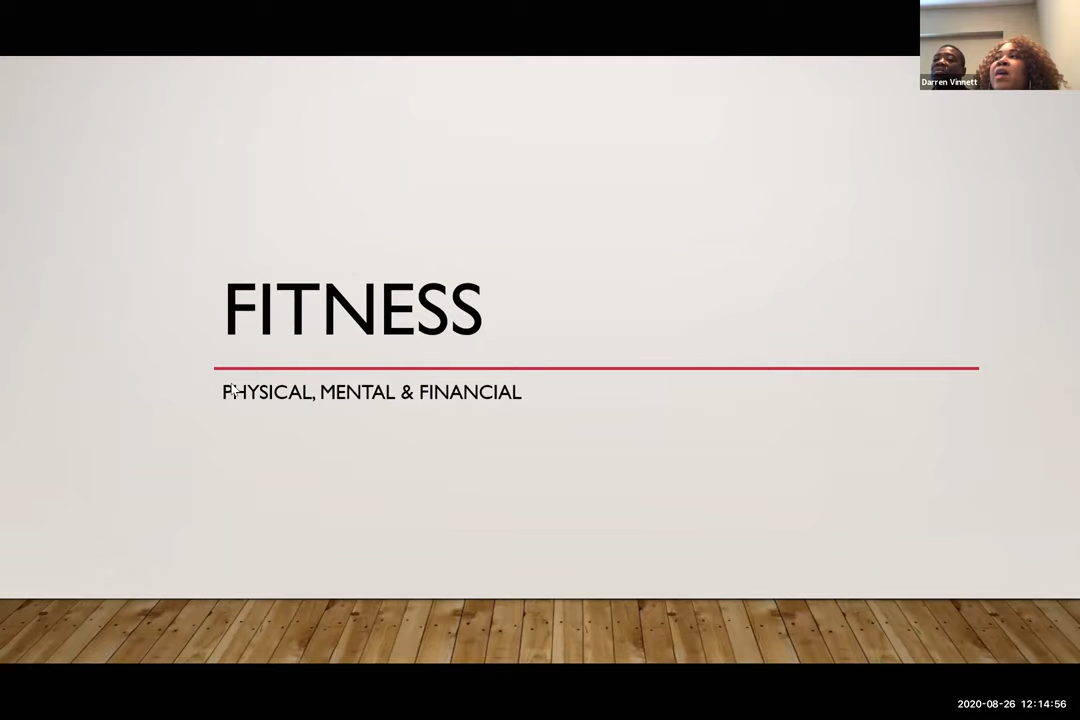 Darren Vinnett
FITNESS
PHYSICAL, MENTAL & FINANCIAL
2020-08-26 12:14:56